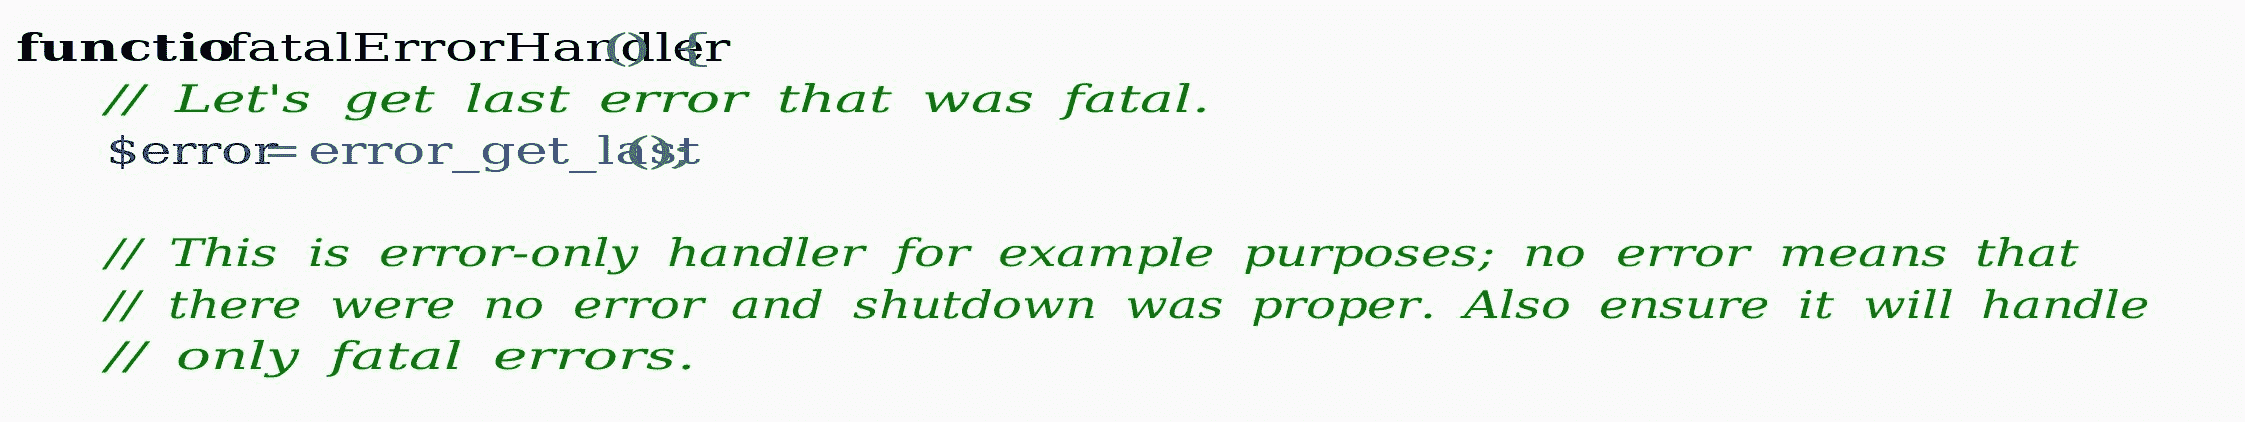 functio fatalErrorHandler() {
// Let's get last error that was fatal.
$error = error_get_last();
// This is error-only handler for example purposes; no error means that
// there were no error and shutdown was proper. Also ensure it will handle
// only fatal errors.